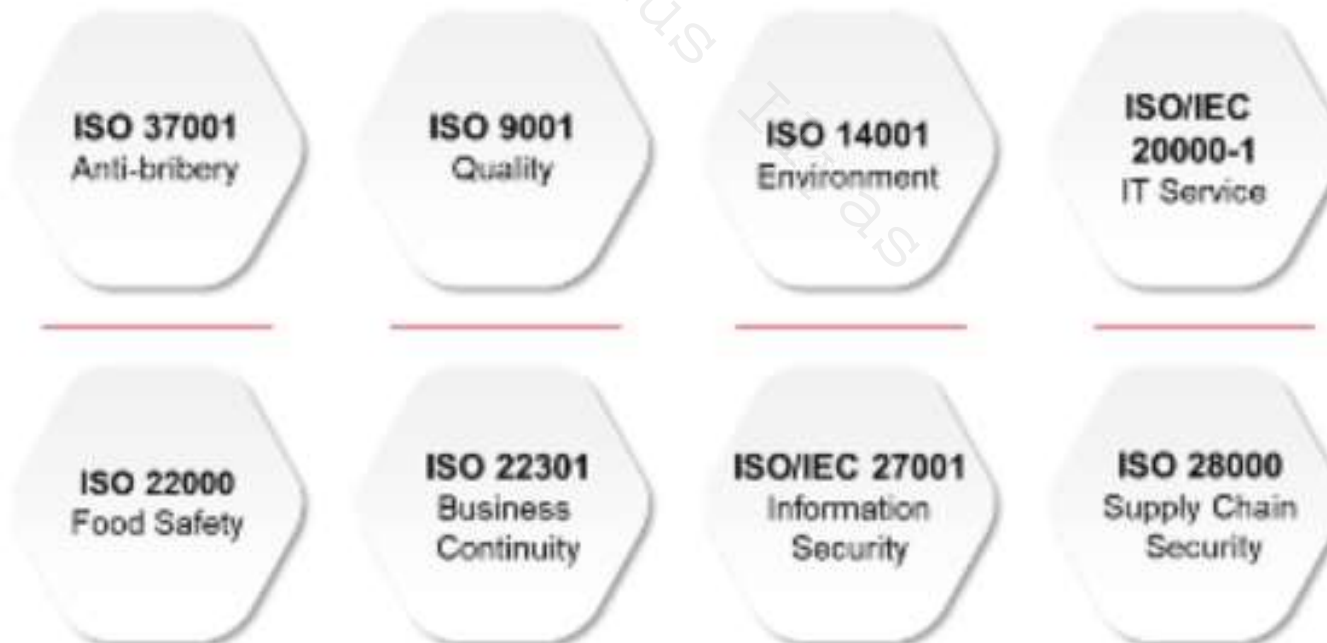 ISO 37001
Anti-bribery
ISO 9001
Quality
ISO 14001
Environment
ISO/IEC
20000-1
IT Service
ISO 22000
Food Safety
ISO 22301
Business
Continuity
ISO/IEC 27001
Information
Security
ISO 28000
Supply Chain
Security